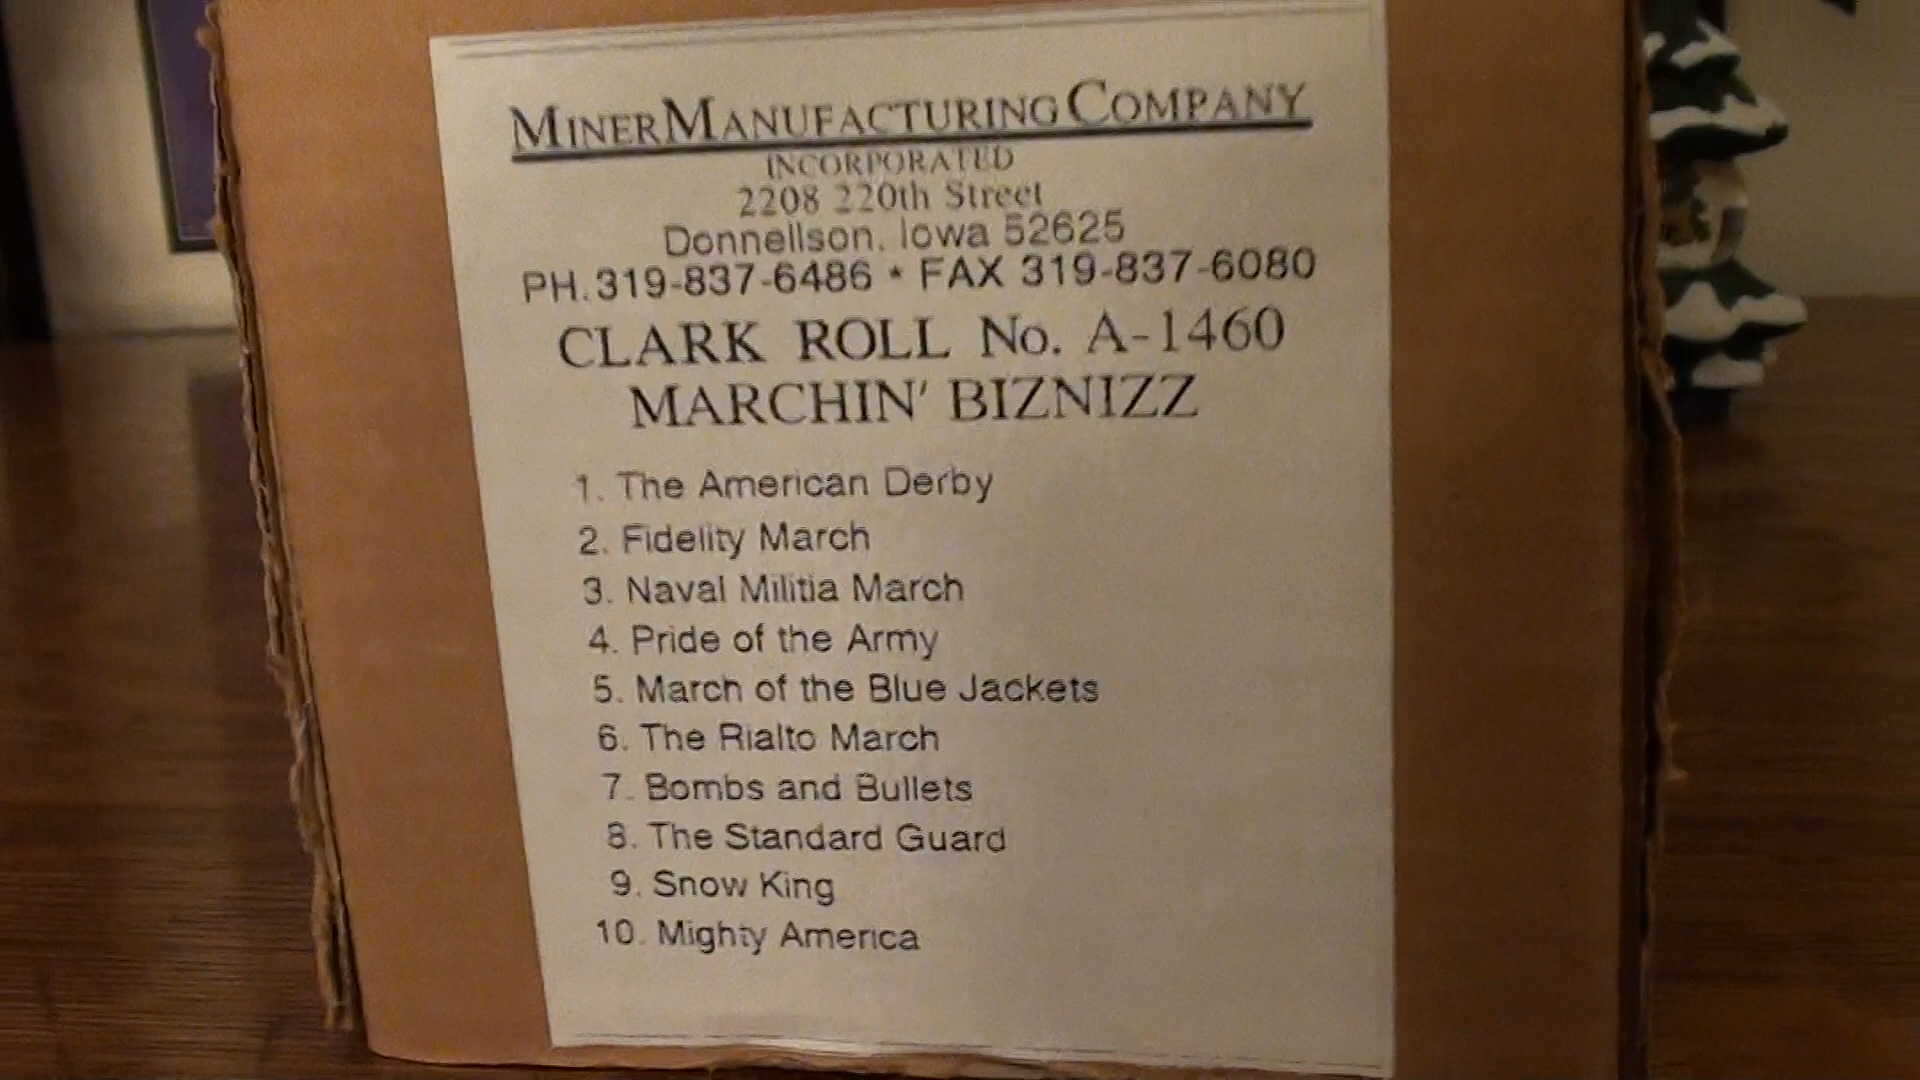 MINER MANUFACTURING COMPANY
INCORPORATED
2208 220th Street
Donnellson, Iowa 52625
PH.319-837-6486 * FAX 319-837-6080
CLARK ROLL No. A-1460
MARCHIN' BIZNIZZ
1. The American Derby
2. Fidelity March
3. Naval Militia March
4. Pride of the Army
5. March of the Blue Jackets
6. The Rialto March
7. Bombs and Bullets
8. The Standard Guard
9. Snow King
10. Mighty America